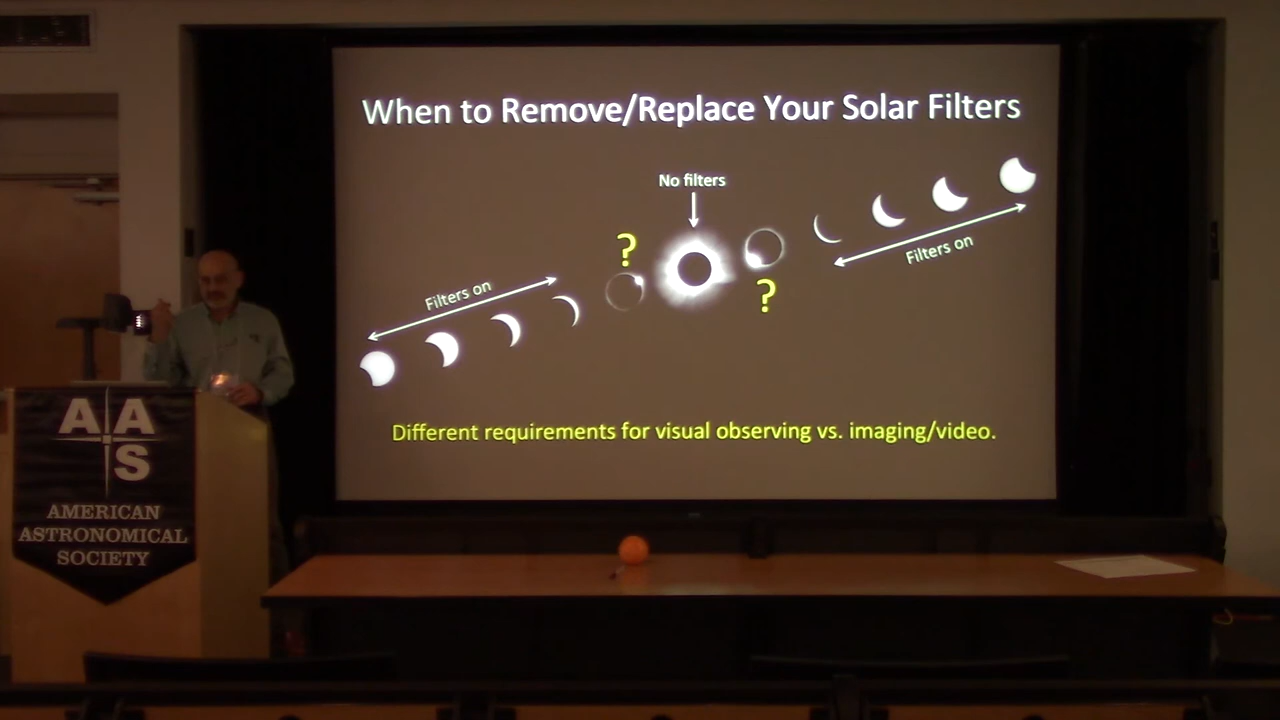 When to Remove/Replace Your Solar Filters
No filters
?
Filters on
?
Filters on
Different requirements for visual observing vs. imaging/video.
AAS
AMERICAN
ASTRONOMICAL
SOCIETY